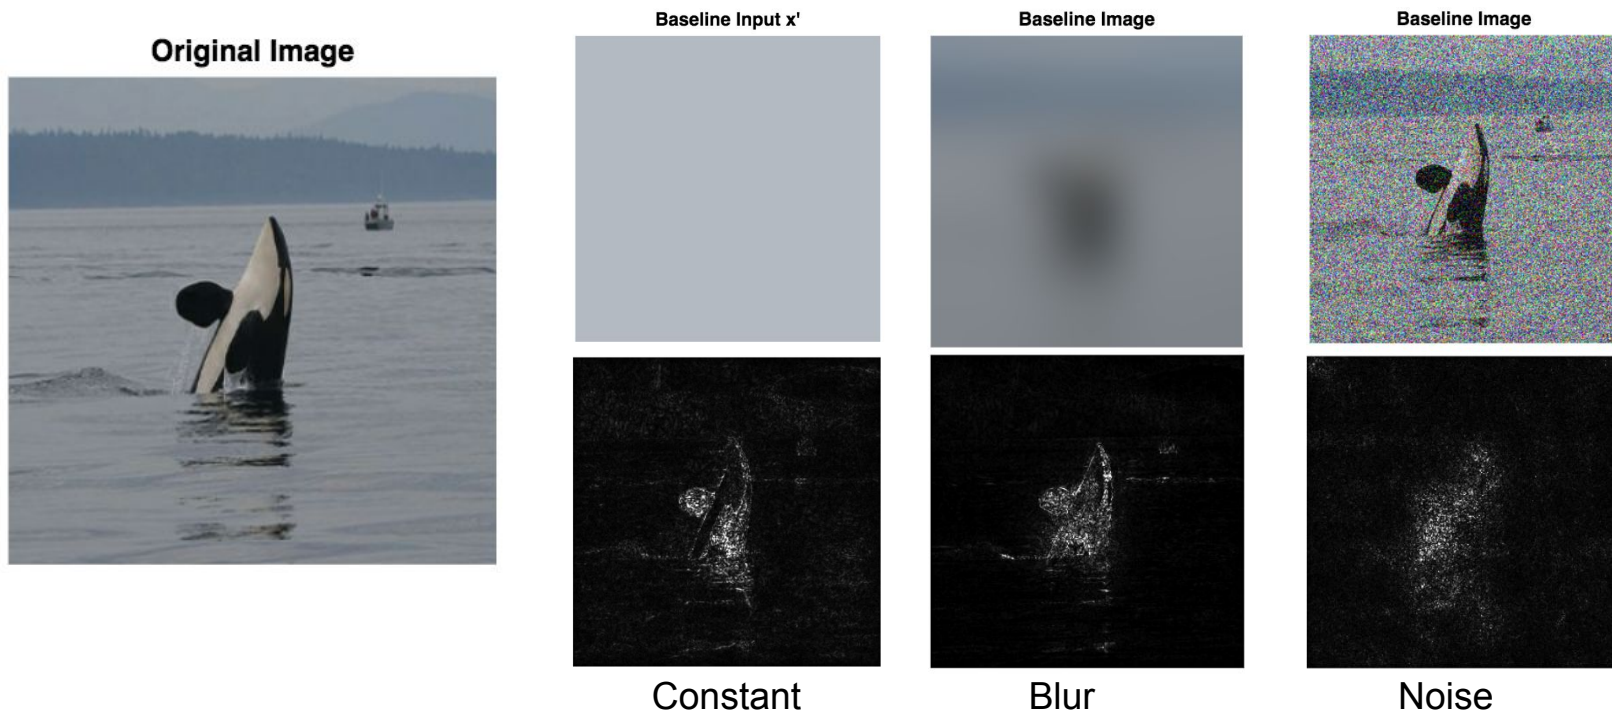 Original Image
Baseline Input x'
Baseline Image
Baseline Image
Constant
Blur
Noise